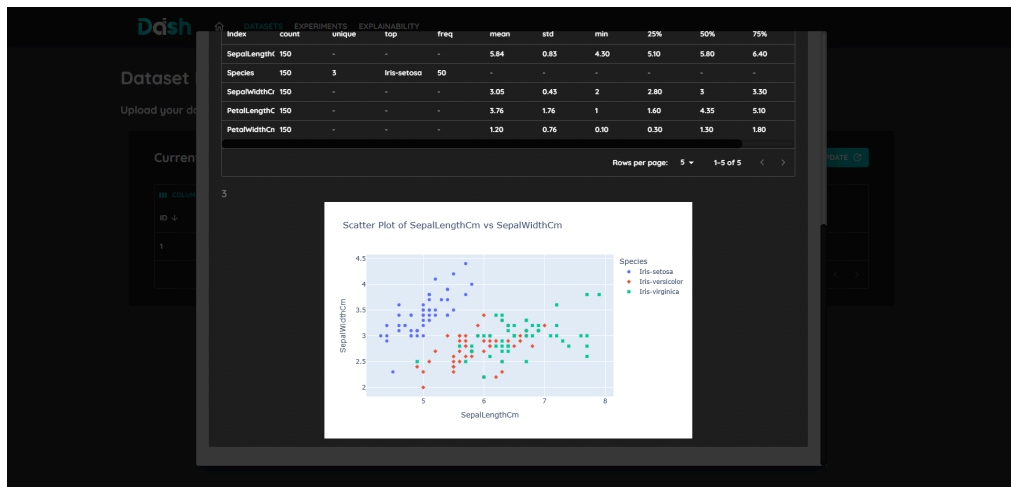 Dash DATASETS EXPERIMENTS EXPLAINABILITY
Index count unique top freq mean std min 25% 50% 75%
SepalLength( 150 - - - 5.84 0.83 4.30 5.10 5.80 6.40
Dataset
Species 150 3 Iris-setosa 50 - - - - - -
SepalWidthCr 150 - - - 3.05 0.43 2 2.80 3 3.30
Upload your da
PetalLengthC 150 - - - 3.76 1.76 1 1.60 4.35 5.10
PetalWidthCn 150 - - - 1.20 0.76 0.10 0.30 1.30 1.80
Curren
Rows per page: 5 1–5 of 5
PDATE
COLUM
3
ID
1
Scatter Plot of SepalLengthCm vs SepalWidthCm
Species
Iris-setosa
Iris-versicolor
Iris-virginica
4.5
4
3.5
3
2.5
2
SepalWidthCm
5 6 7 8
SepalLengthCm